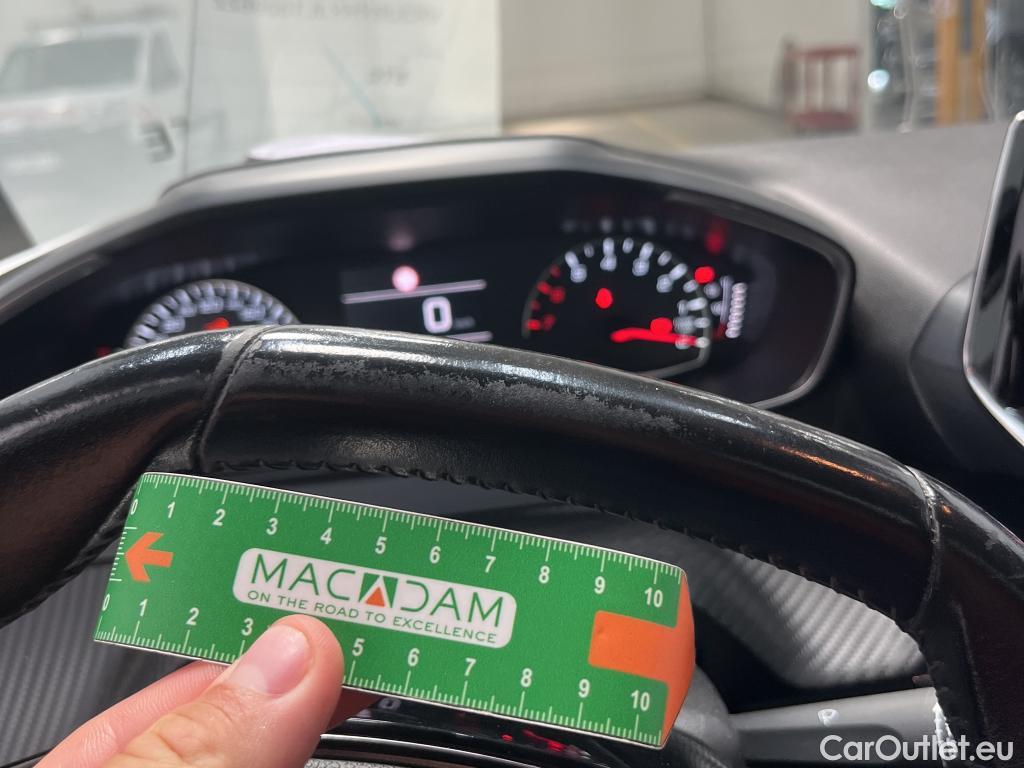 0
0 1 2 3 4 5 6 7 8 9 10
MACADAM
ON THE ROAD TO EXCELLENCE
0 1 2 3 5 6 7 8 9 10
P
CarOutlet.eu